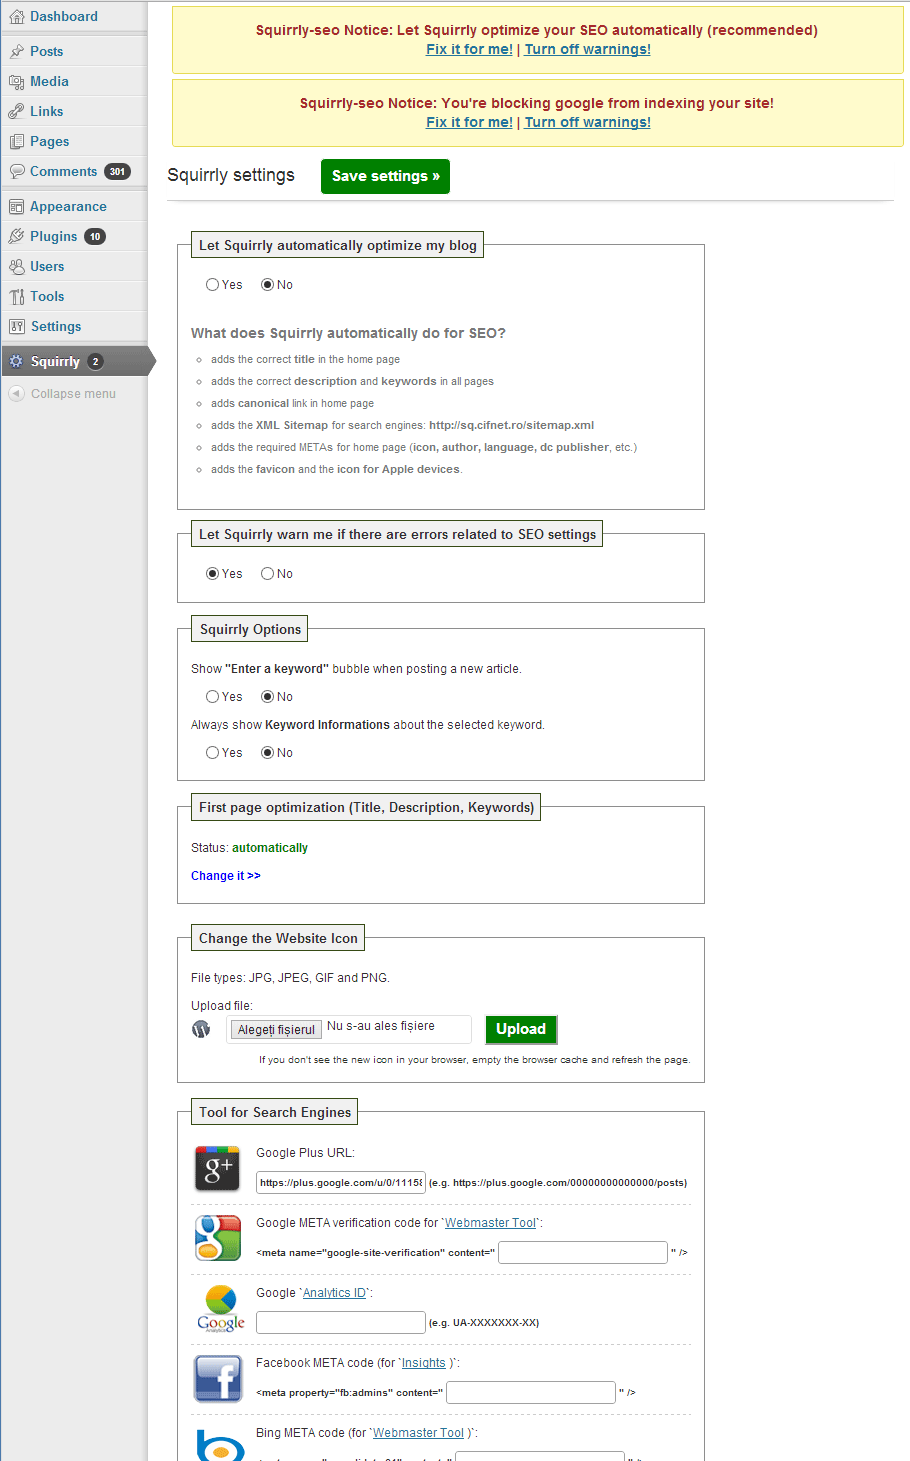 Dashboard
Posts
Media
Links
Pages
Comments 301
Appearance
Plugins 10
Users
Tools
Settings
Squirrly 2
Collapse menu
Squirrly-seo Notice: Let Squirrly optimize your SEO automatically (recommended)
Fix it for me! | Turn off warnings!
Squirrly-seo Notice: You're blocking google from indexing your site!
Fix it for me! | Turn off warnings!
Squirrly settings
Save settings »
Let Squirrly automatically optimize my blog
Yes No
What does Squirrly automatically do for SEO?
adds the correct title in the home page
adds the correct description and keywords in all pages
adds canonical link in home page
adds the XML Sitemap for search engines: http://sq.cifnet.ro/sitemap.xml
adds the required METAs for home page (icon, author, language, dc publisher, etc.)
adds the favicon and the icon for Apple devices.
Let Squirrly warn me if there are errors related to SEO settings
Yes No
Squirrly Options
Show "Enter a keyword" bubble when posting a new article.
Yes No
Always show Keyword Informations about the selected keyword.
Yes No
First page optimization (Title, Description, Keywords)
Status: automatically
Change it >>
Change the Website Icon
File types: JPG, JPEG, GIF and PNG.
Upload file:
Alegeți fișierul Nu s-au ales fișiere Upload
If you don't see the new icon in your browser, empty the browser cache and refresh the page.
Tool for Search Engines
g+
Google Plus URL:
https://plus.google.com/u/0/1115 (e.g. https://plus.google.com/00000000000000/posts)
Google META verification code for `Webmaster Tool`:
<meta name="google-site-verification" content=" " />
Google `Analytics ID`:
Google Analytics
(e.g. UA-XXXXXXX-XX)
Facebook META code (for `Insights )`:
<meta property="fb:admins" content=" " />
Bing META code (for `Webmaster Tool )`: